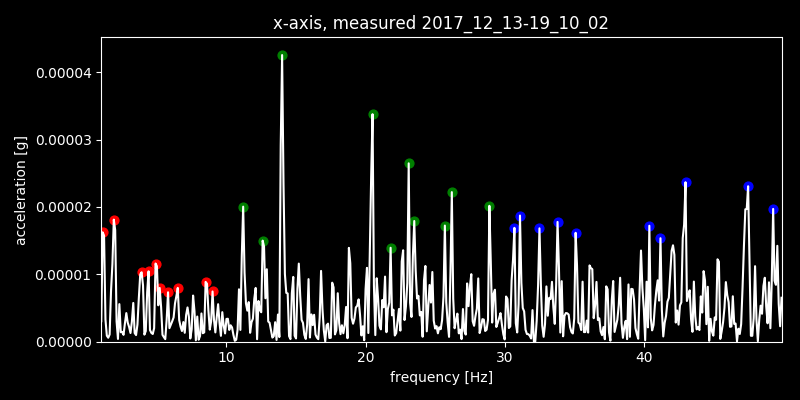 x-axis, measured 2017_12_13-19_10_02
acceleration [g]
0.00004
0.00003
0.00002
0.00001
0.00000
10 20 30 40
frequency [Hz]